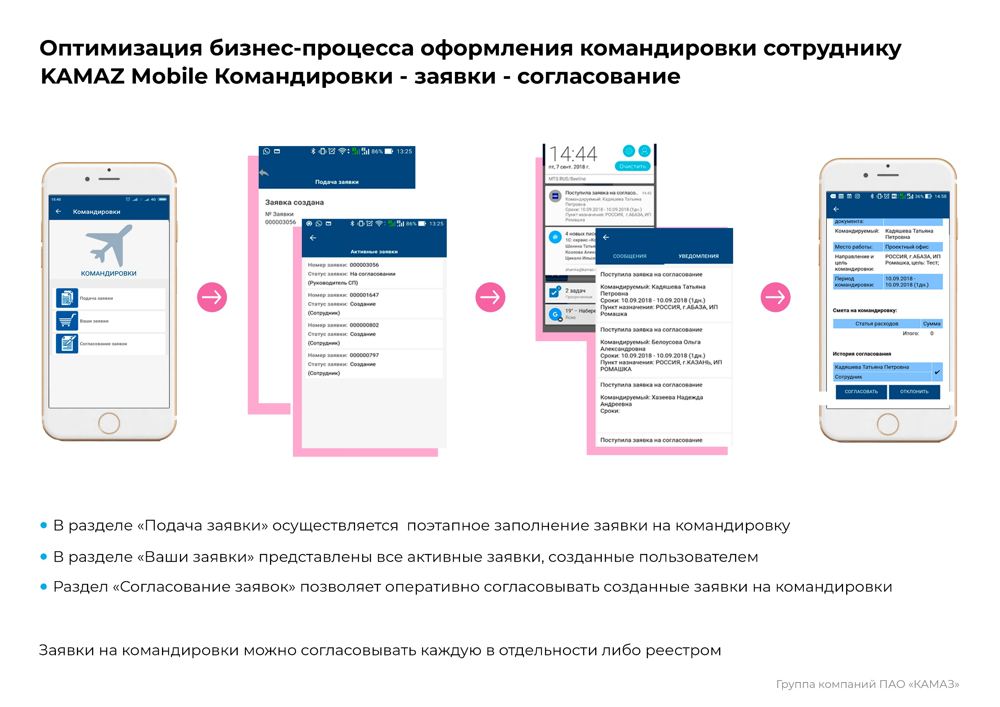 Оптимизация бизнес-процесса оформления командировки сотруднику
KAMAZ Mobile Командировки - заявки - согласование
15:40
4G
Командировки
КОМАНДИРОВКИ
Подача заявки
Ваши заявки
Согласование заявок
86% 13:25
Подача заявки
Заявка создана
№ Заявки
000003056
86% 13:25
Активные заявки
Номер заявки: 000003056
Статус заявки: На согласовании
(Руководитель СП)
Номер заявки: 000001647
Статус заявки: Создание
(Сотрудник)
Номер заявки: 000000802
Статус заявки: Создание
(Сотрудник)
Номер заявки: 000000797
Статус заявки: Создание
(Сотрудник)
14:44
пт, 7 сент. 2018 г.
Очистить
MTS RUS/Beeline
Поступила заявка на согласо.. 14:42
Командируемый: Кадяшева Татьяна
Петровна
Сроки: 10.09.2018 - 10.09.2018 (1дн.)
Пункт назначения: РОССИЯ, г.АБАЗА, ИП
Ромашка
4 новых пис
1С: сервис «Ко
Шанина Татья
Козлова Алек
Цикало Ильсе
shanina@kamaz.
2 задач
Просроченные
19° – Набере
Ясно
СООБЩЕНИЯ УВЕДОМЛЕНИЯ
Поступила заявка на согласование
Командируемый: Кадяшева Татьяна
Петровна
Сроки: 10.09.2018 - 10.09.2018 (1дн.)
Пункт назначения: РОССИЯ, г.АБАЗА, ИП
Ромашка
Поступила заявка на согласование
Командируемый: Белоусова Ольга
Александровна
Сроки: 10.09.2018 - 10.09.2018 (1дн.)
Пункт назначения: РОССИЯ, г.КАЗАНЬ, ИП
РОМАШКА
Поступила заявка на согласование
Командируемый: Хазеева Надежда
Андреевна
Сроки:
Поступила заявка на согласование
36% 14:58
документа:
Командируемый: Кадяшева Татьяна
Петровна
Место работы: Проектный офис
Направление и РОССИЯ, г.АБАЗА, ИП
цель Ромашка, цель: Тест;
командировки:
Период 10.09.2018 -
командировки: 10.09.2018 (1дн.)
Смета на командировку:
Статья расходов Сумма
Итого: 0
История согласования
Кадяшева Татьяна Петровна
Сотрудник
СОГЛАСОВАТЬ ОТКЛОНИТЬ
В разделе «Подача заявки» осуществляется поэтапное заполнение заявки на командировку
В разделе «Ваши заявки» представлены все активные заявки, созданные пользователем
Раздел «Согласование заявок» позволяет оперативно согласовывать созданные заявки на командировки
Заявки на командировки можно согласовывать каждую в отдельности либо реестром
Группа компаний ПАО «КАМАЗ»